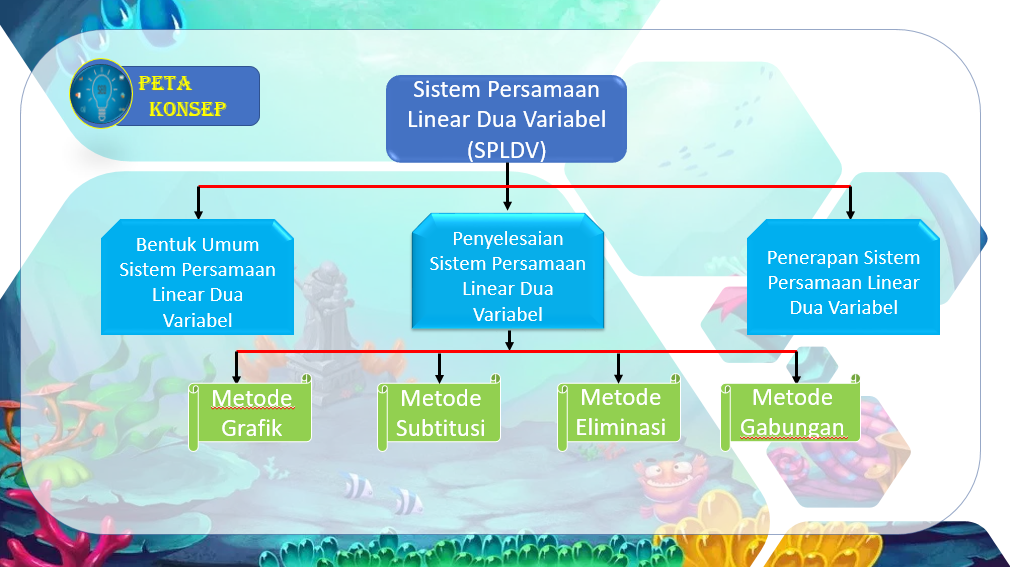 PETA
KONSEP
Sistem Persamaan
Linear Dua Variabel
(SPLDV)
Bentuk Umum
Sistem Persamaan
Linear Dua
Variabel
Penyelesaian
Sistem Persamaan
Linear Dua
Variabel
Penerapan Sistem
Persamaan Linear
Dua Variabel
Metode
Grafik
Metode
Subtitusi
Metode
Eliminasi
Metode
Gabungan